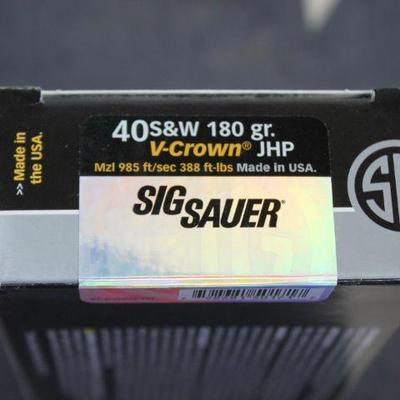 40S&W 180 gr.
V-Crown® JHP
Mzl 985 ft/sec 388 ft-lbs Made in USA.
SIG SAUER®
>> Made in
the USA.